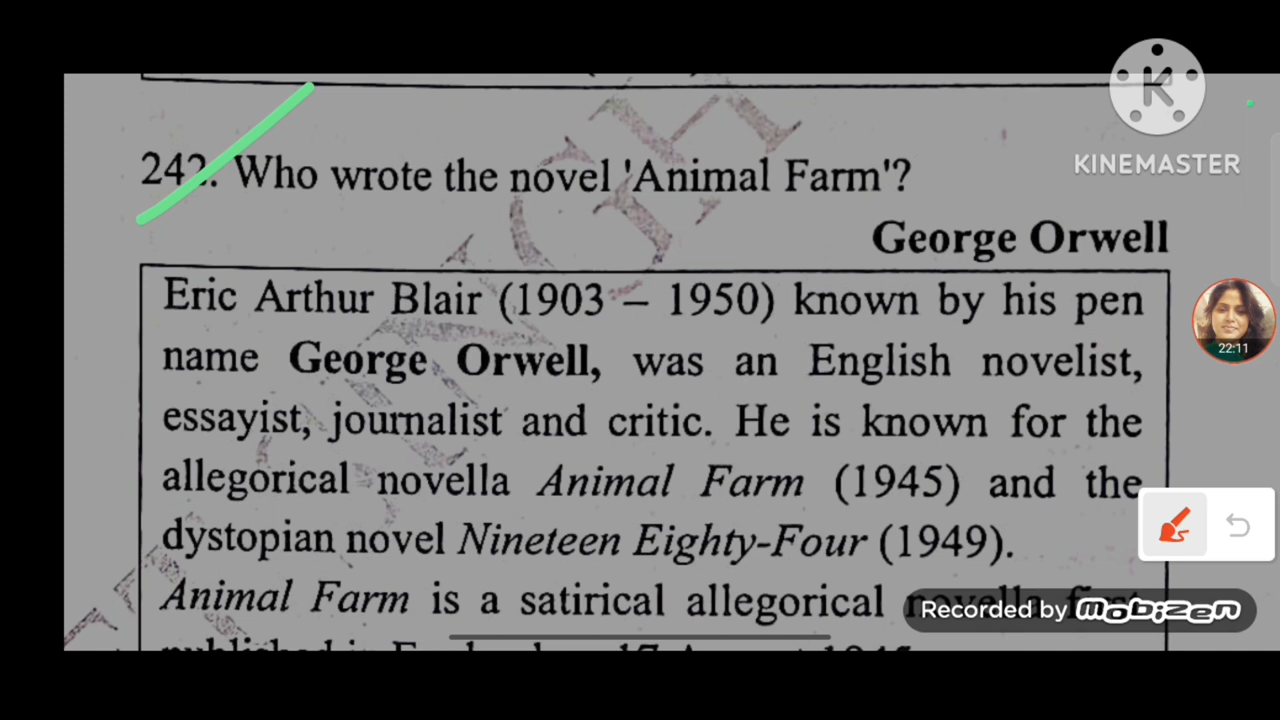 KINEMASTER
242. Who wrote the novel 'Animal Farm'?
George Orwell
Eric Arthur Blair (1903 – 1950) known by his pen
name George Orwell, was an English novelist,
essayist, journalist and critic. He is known for the
allegorical novella Animal Farm (1945) and the
dystopian novel Nineteen Eighty-Four (1949).
Animal Farm is a satirical allegorical novella first
22:11
Recorded by mobizen